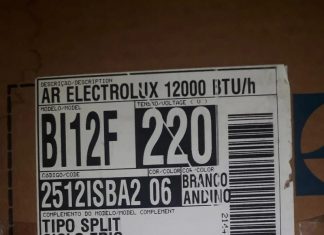 DESCRIÇÃO/DESCRIPTION
AR ELECTROLUX 12000 BTU/h
MODELO/MODEL TENSÃO/VOLTAGE (V)
BI12F 220
CÓDIGO/CODE COR/COLOR COR/COLOR
2512ISBA2 06 BRANCO
ANDINO
COMPLEMENTO DO MODELO/MODEL COMPLEMENT
TIPO SPLIT